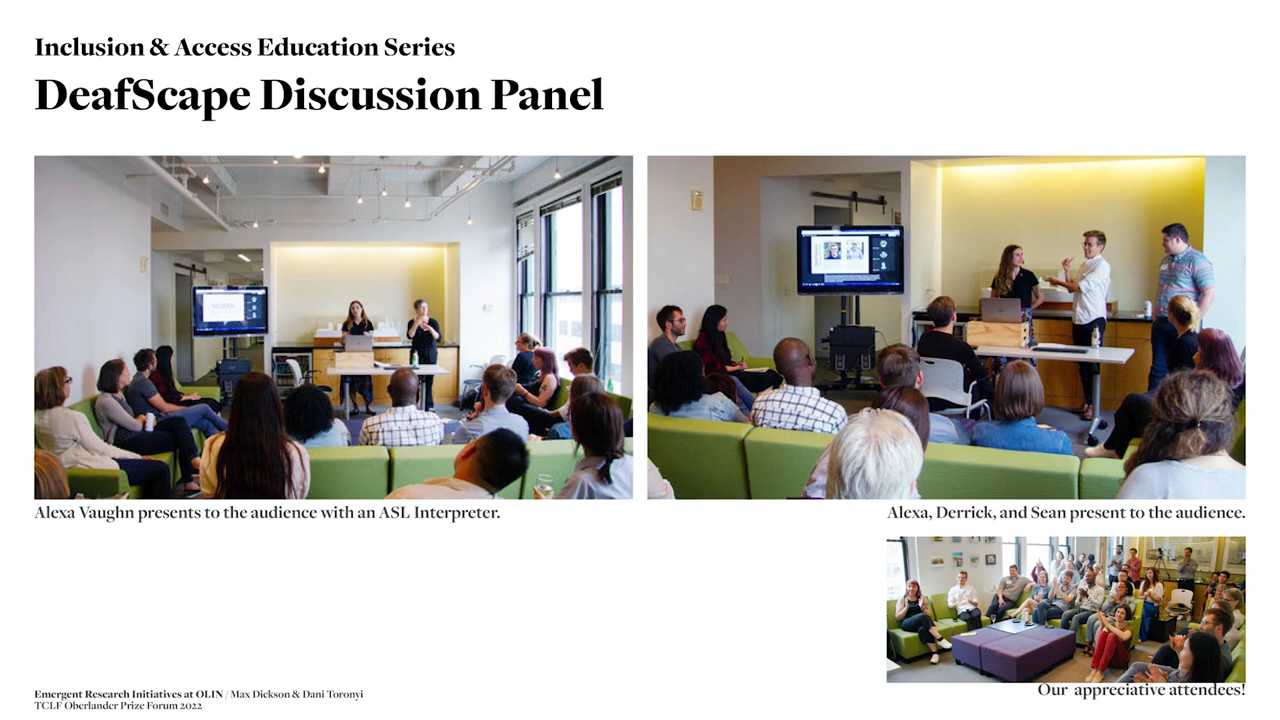 Inclusion & Access Education Series
DeafScape Discussion Panel
Alexa Vaughn presents to the audience with an ASL Interpreter.
Alexa, Derrick, and Sean present to the audience.
Our appreciative attendees!
Emergent Research Initiatives at OLIN / Max Dickson & Dani Toronyi
TCLF Oberlander Prize Forum 2022